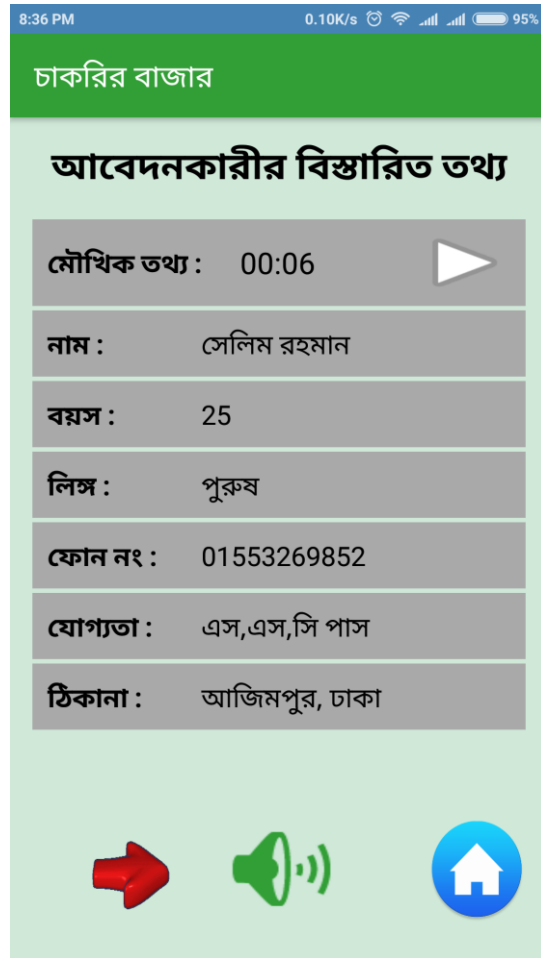 8:36 PM 0.10K/s 95%
চাকরির বাজার
আবেদনকারীর বিস্তারিত তথ্য
মৌখিক তথ্য : 00:06
নাম : সেলিম রহমান
বয়স : 25
লিঙ্গ : পুরুষ
ফোন নং : 01553269852
যোগ্যতা : এস,এস,সি পাস
ঠিকানা : আজিমপুর, ঢাকা